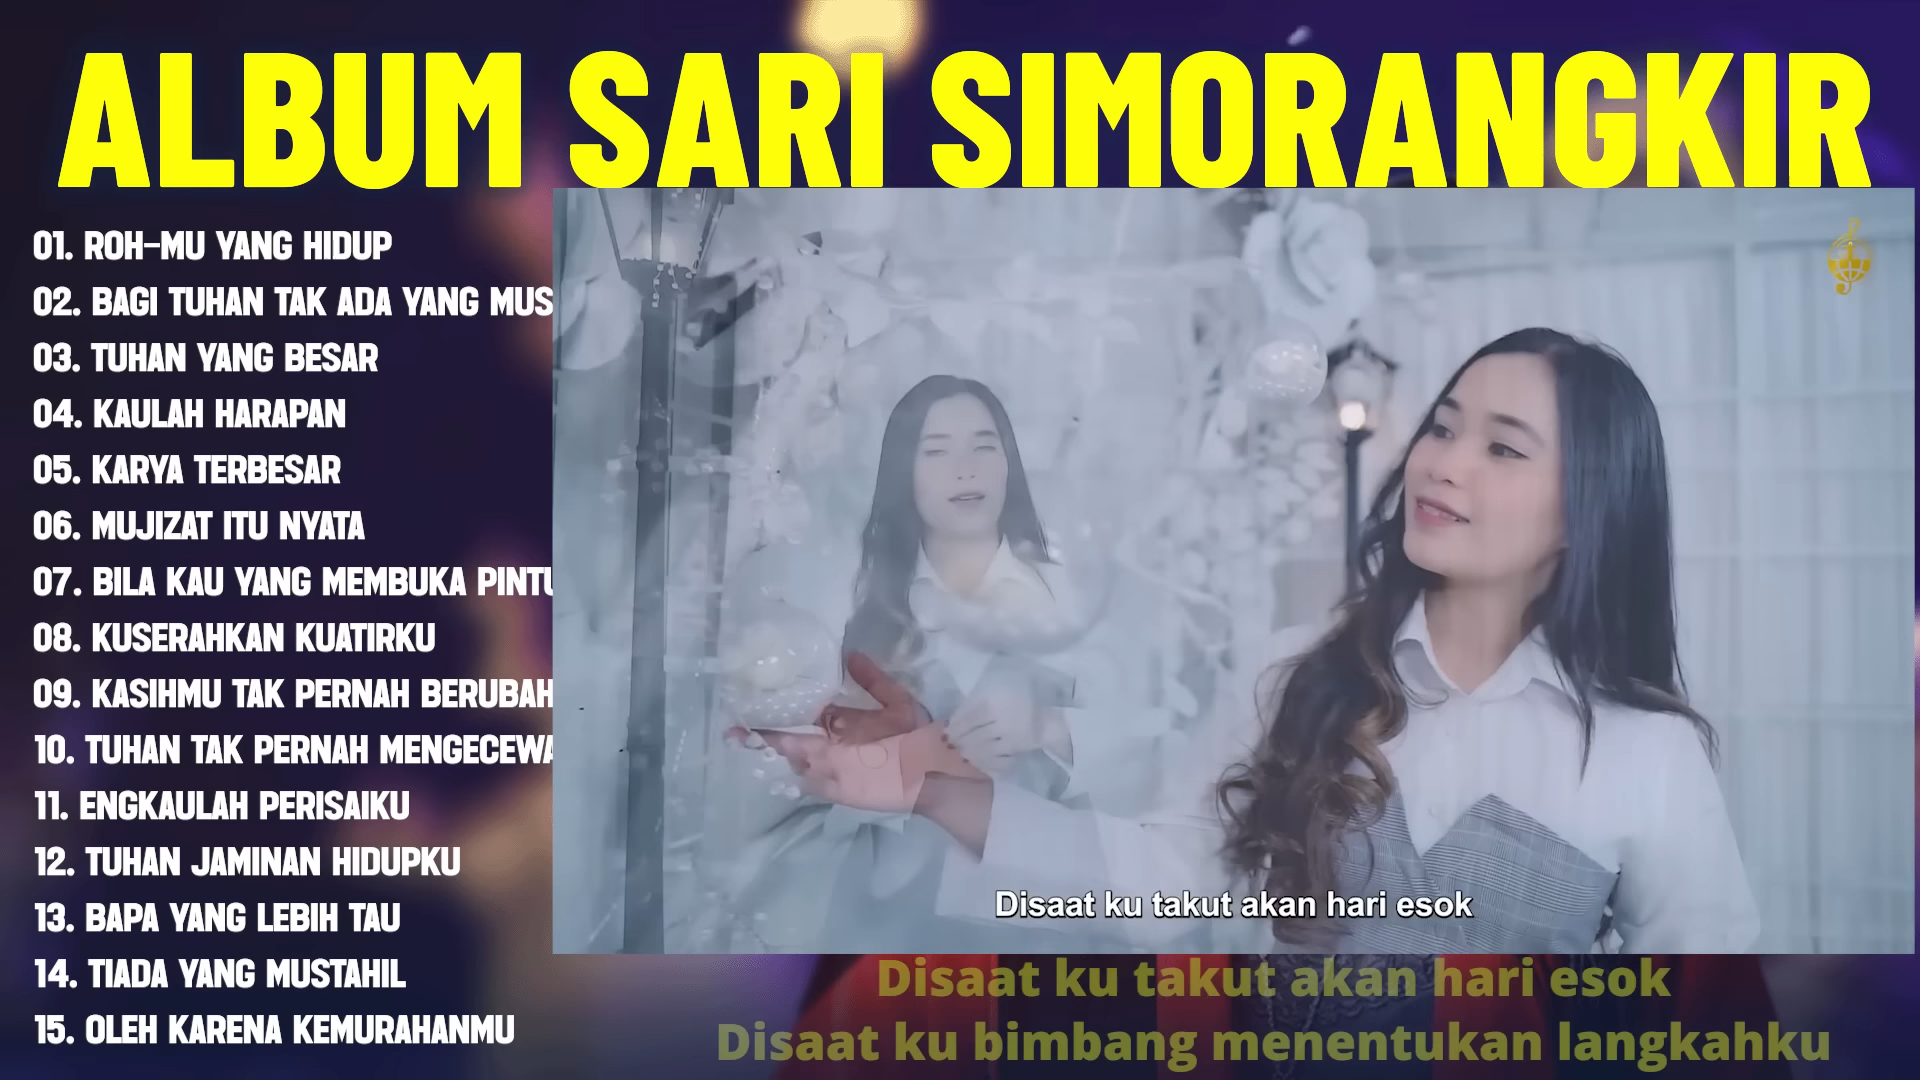 ALBUM SARI SIMORANGKIR
01. ROH-MU YANG HIDUP
02. BAGI TUHAN TAK ADA YANG MUS
03. TUHAN YANG BESAR
04. KAULAH HARAPAN
05. KARYA TERBESAR
06. MUJIZAT ITU NYATA
07. BILA KAU YANG MEMBUKA PINTU
08. KUSERAHKAN KUATIRKU
09. KASIHMU TAK PERNAH BERUBAH
10. TUHAN TAK PERNAH MENGECEWA
11. ENGKAULAH PERISAIKU
12. TUHAN JAMINAN HIDUPKU
13. BAPA YANG LEBIH TAU
14. TIADA YANG MUSTAHIL
15. OLEH KARENA KEMURAHANMU
Disaat ku takut akan hari esok
Disaat ku takut akan hari esok
Disaat ku bimbang menentukan langkahku